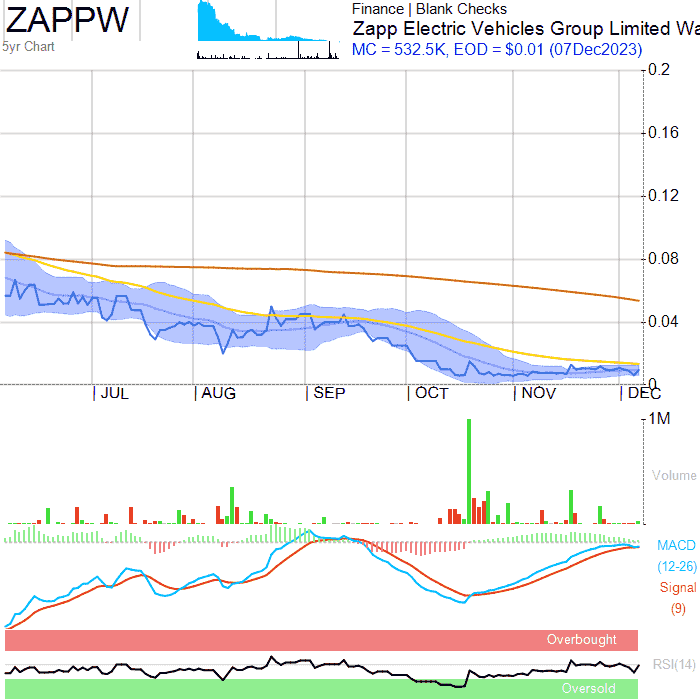 ZAPPW
Finance | Blank Checks
5yr Chart
Zapp Electric Vehicles Group Limited Wa
MC = 532.5K, EOD = $0.01 (07Dec2023)
0.2
0.16
0.12
0.08
0.04
0
JUL
AUG
SEP
OCT
NOV
DEC
1M
Volume
MACD
(12-26)
Signal
(9)
Overbought
RSI(14)
Oversold